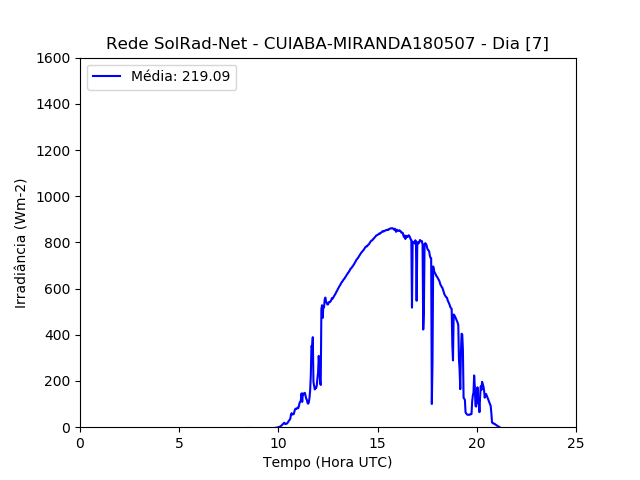 Rede SolRad-Net - CUIABA-MIRANDA180507 - Dia [7]
Média: 219.09
Irradiância (Wm-2)
1600
1400
1200
1000
800
600
400
200
0
0 5 10 15 20 25
Tempo (Hora UTC)